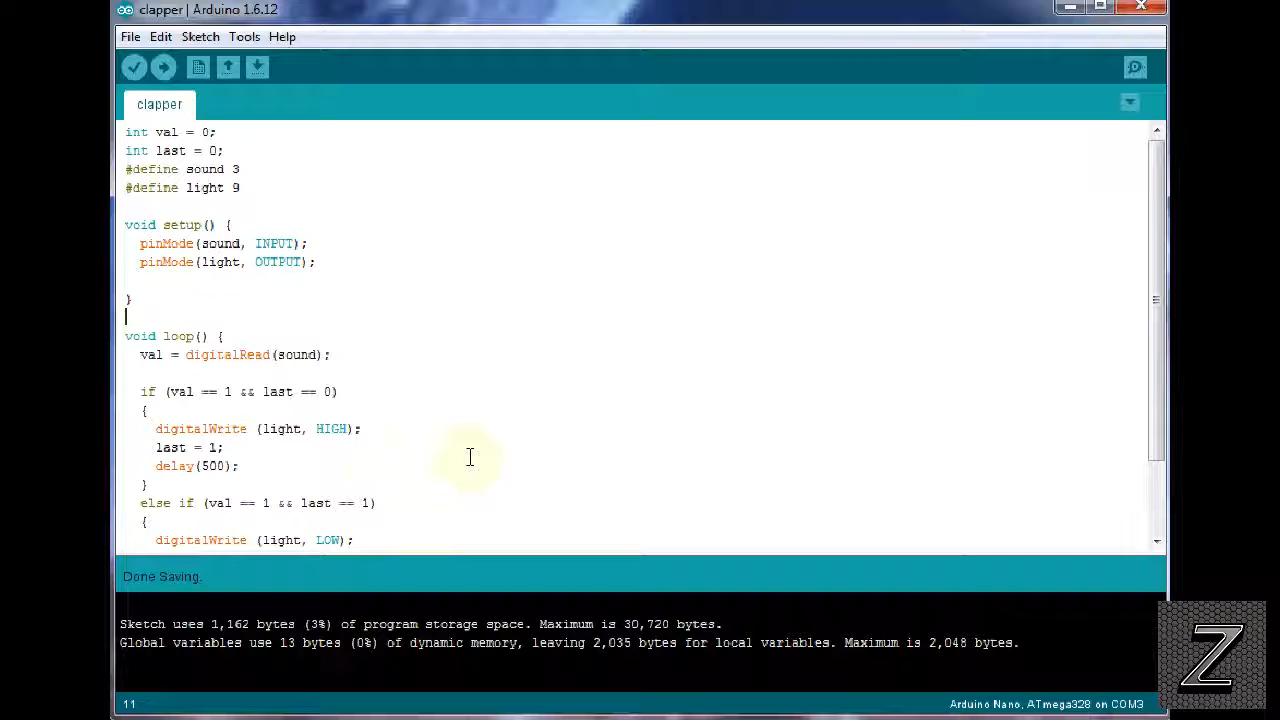 clapper | Arduino 1.6.12
File Edit Sketch Tools Help
clapper
int val = 0;
int last = 0;
#define sound 3
#define light 9
void setup() {
pinMode(sound, INPUT);
pinMode(light, OUTPUT);
}
void loop() {
val = digitalRead(sound);
if (val == 1 && last == 0)
{
digitalWrite (light, HIGH);
last = 1;
delay(500);
}
else if (val == 1 && last == 1)
{
digitalWrite (light, LOW);
Done Saving.
Sketch uses 1,162 bytes (3%) of program storage space. Maximum is 30,720 bytes.
Global variables use 13 bytes (0%) of dynamic memory, leaving 2,035 bytes for local variables. Maximum is 2,048 bytes.
11 Arduino Nano, ATmega328 on COM3
Z